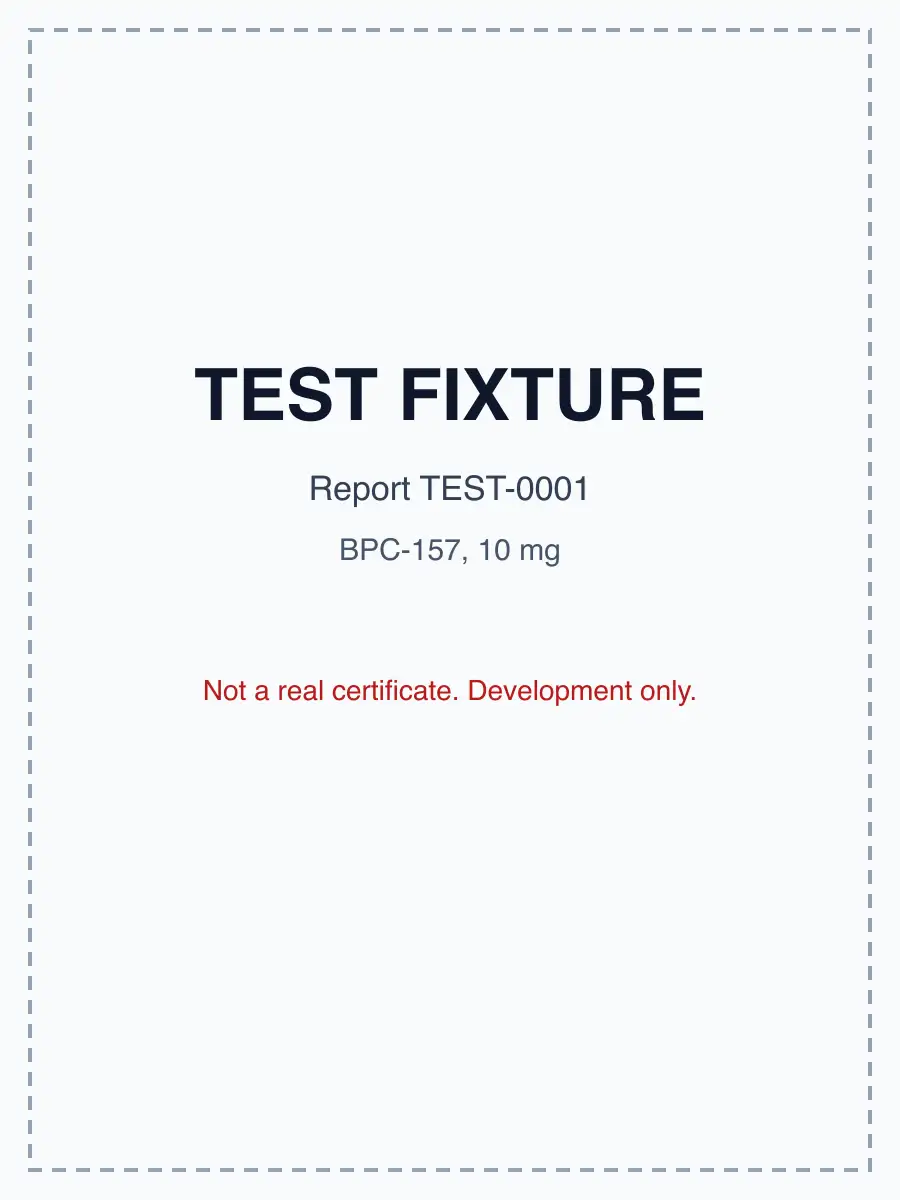 TEST FIXTURE
Report TEST-0001
BPC-157, 10 mg
Not a real certificate. Development only.